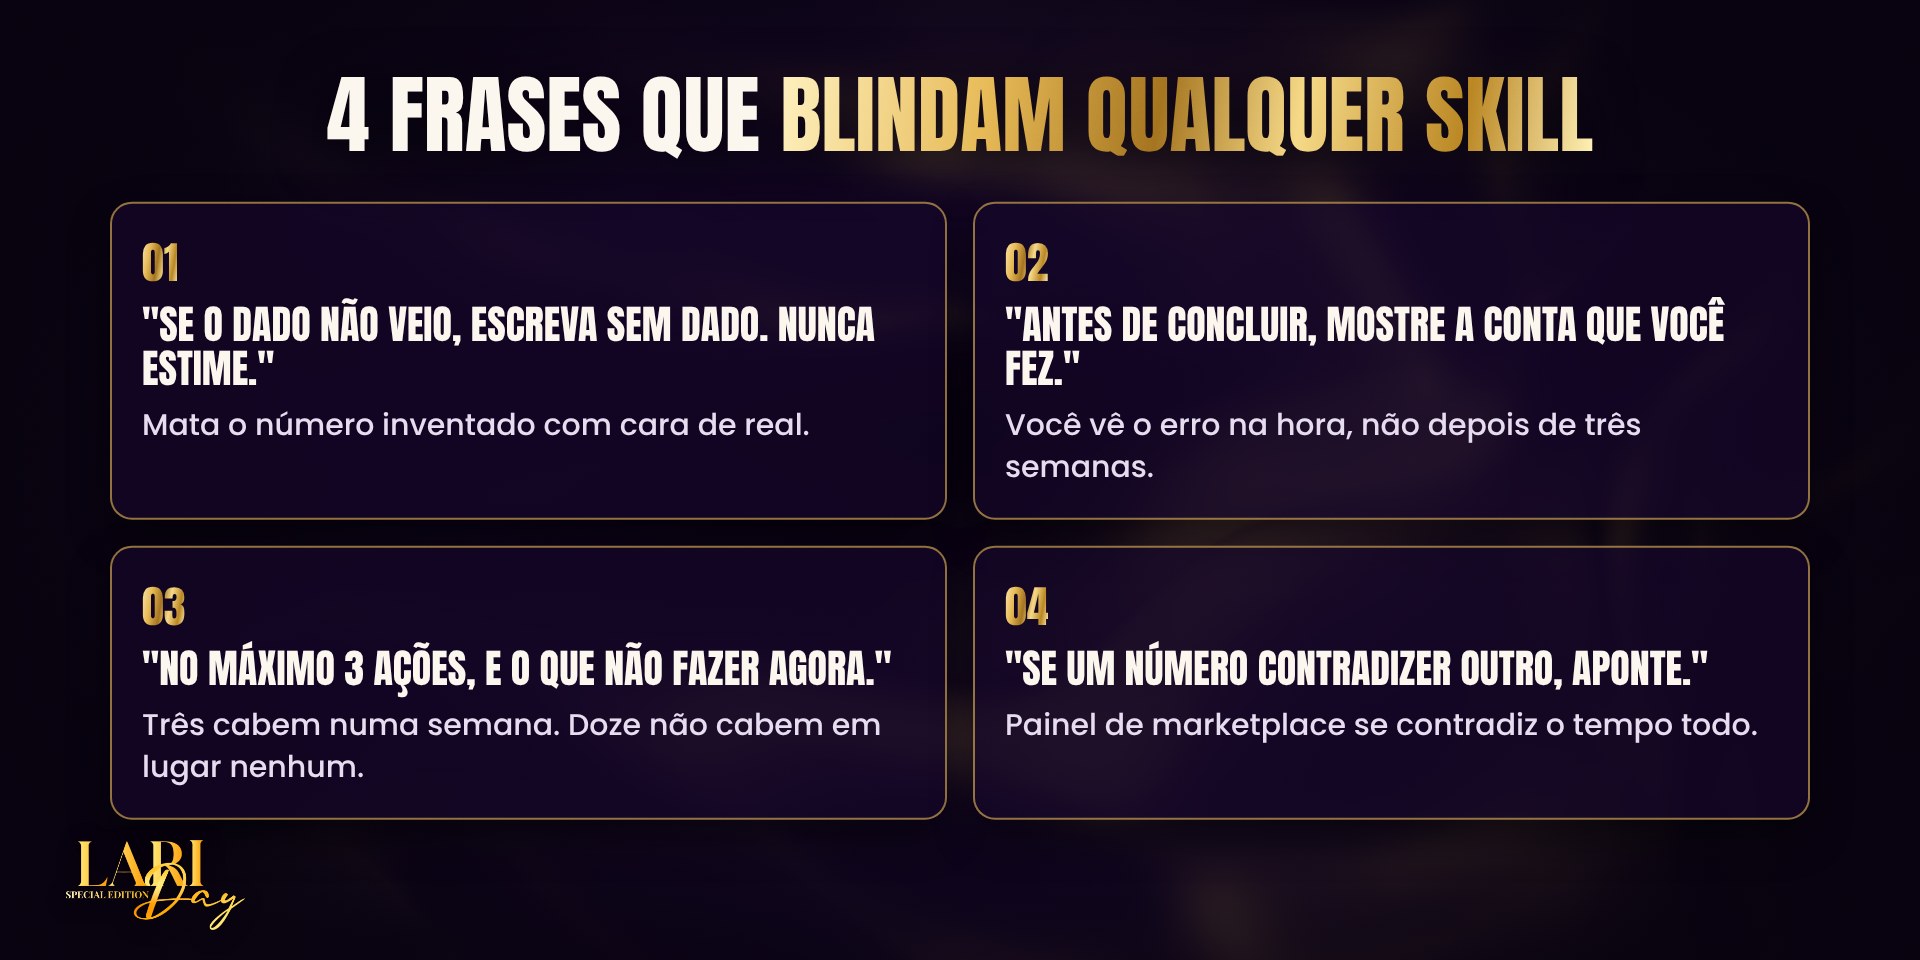 4 FRASES QUE BLINDAM QUALQUER SKILL
01
"SE O DADO NÃO VEIO, ESCREVA SEM DADO. NUNCA
ESTIME."
Mata o número inventado com cara de real.
02
"ANTES DE CONCLUIR, MOSTRE A CONTA QUE VOCÊ
FEZ."
Você vê o erro na hora, não depois de três
semanas.
03
"NO MÁXIMO 3 AÇÕES, E O QUE NÃO FAZER AGORA."
Três cabem numa semana. Doze não cabem em
lugar nenhum.
04
"SE UM NÚMERO CONTRADIZER OUTRO, APONTE."
Painel de marketplace se contradiz o tempo todo.
LABI
SPECIAL EDITION Day